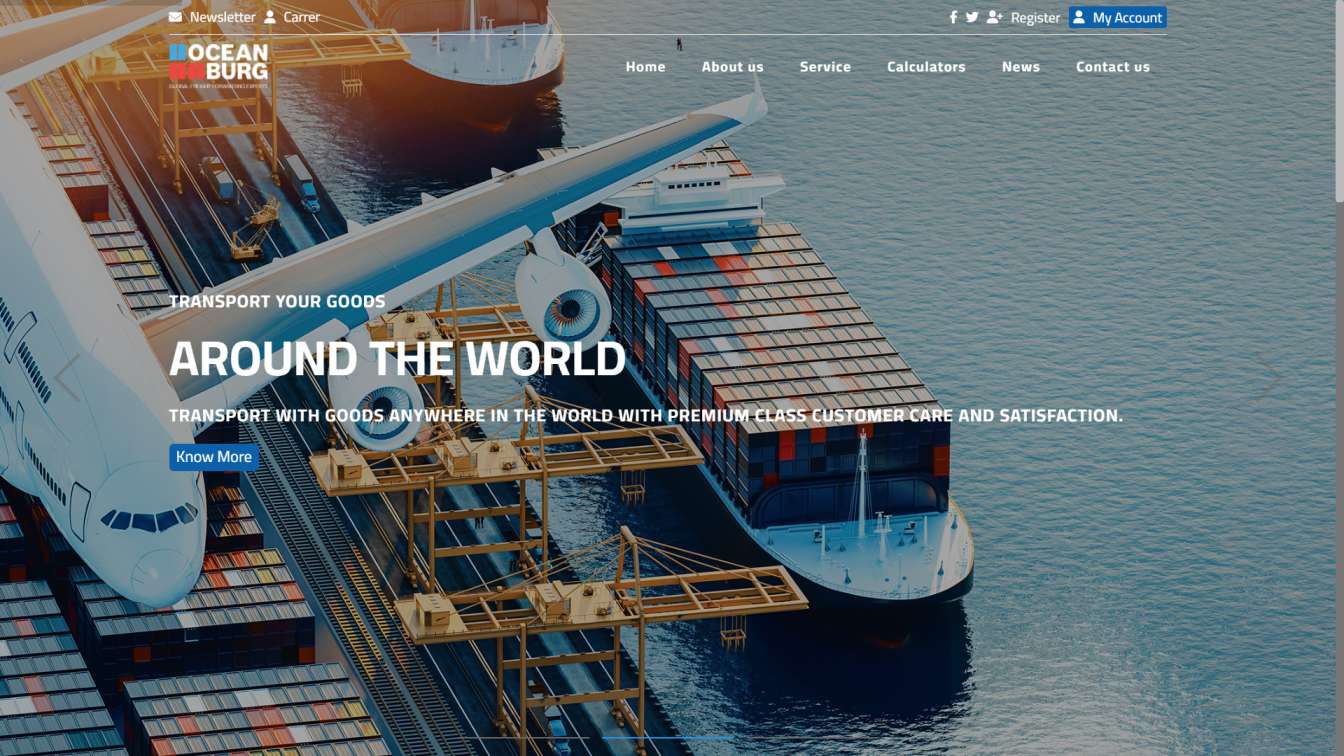 Newsletter Carrer
Register My Account
OCEAN
BURG
Home About us Service Calculators News Contact us
TRANSPORT YOUR GOODS
AROUND THE WORLD
TRANSPORT WITH GOODS ANYWHERE IN THE WORLD WITH PREMIUM CLASS CUSTOMER CARE AND SATISFACTION.
Know More